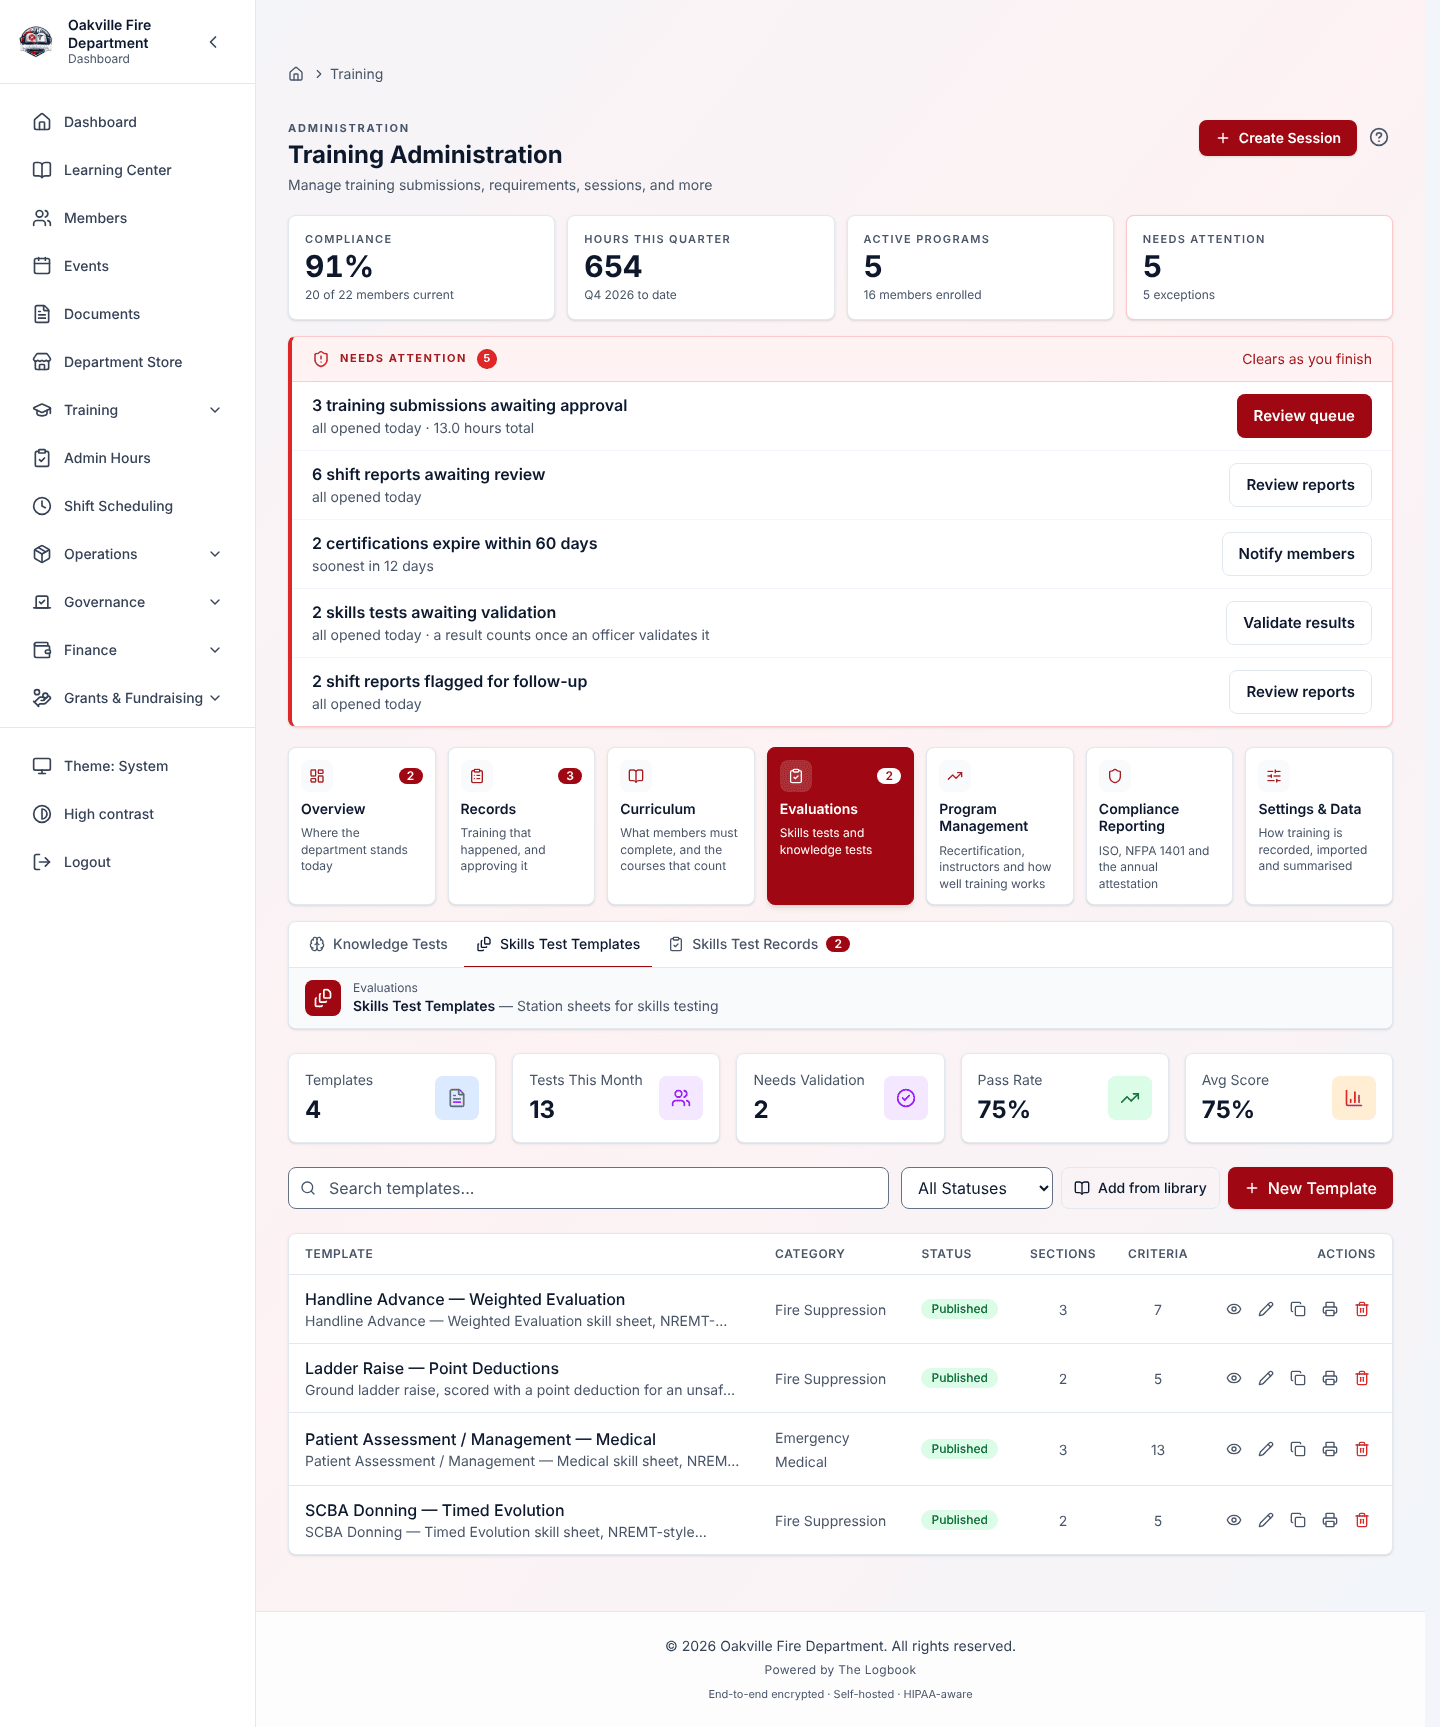 Oakville Fire
Department
Dashboard
Dashboard
Learning Center
Members
Events
Documents
Department Store
Training
Admin Hours
Shift Scheduling
Operations
Governance
Finance
Grants & Fundraising
Theme: System
High contrast
Logout
Training
ADMINISTRATION
Training Administration
Manage training submissions, requirements, sessions, and more
Create Session
COMPLIANCE
91%
20 of 22 members current
HOURS THIS QUARTER
654
Q4 2026 to date
ACTIVE PROGRAMS
5
16 members enrolled
NEEDS ATTENTION
5
5 exceptions
NEEDS ATTENTION 5
Clears as you finish
3 training submissions awaiting approval
all opened today · 13.0 hours total
Review queue
6 shift reports awaiting review
all opened today
Review reports
2 certifications expire within 60 days
soonest in 12 days
Notify members
2 skills tests awaiting validation
all opened today · a result counts once an officer validates it
Validate results
2 shift reports flagged for follow-up
all opened today
Review reports
2
Overview
Where the
department stands
today
3
Records
Training that
happened, and
approving it
Curriculum
What members must
complete, and the
courses that count
2
Evaluations
Skills tests and
knowledge tests
Program
Management
Recertification,
instructors and how
well training works
Compliance
Reporting
ISO, NFPA 1401 and
the annual
attestation
Settings & Data
How training is
recorded, imported
and summarised
Knowledge Tests
Skills Test Templates
Skills Test Records 2
Evaluations
Skills Test Templates — Station sheets for skills testing
Templates
4
Tests This Month
13
Needs Validation
2
Pass Rate
75%
Avg Score
75%
Search templates...
All Statuses
Add from library
New Template
TEMPLATE CATEGORY STATUS SECTIONS CRITERIA ACTIONS
Handline Advance — Weighted Evaluation
Handline Advance — Weighted Evaluation skill sheet, NREMT-...
Fire Suppression Published 3 7
Ladder Raise — Point Deductions
Ground ladder raise, scored with a point deduction for an unsaf...
Fire Suppression Published 2 5
Patient Assessment / Management — Medical
Patient Assessment / Management — Medical skill sheet, NREM...
Emergency
Medical
Published 3 13
SCBA Donning — Timed Evolution
SCBA Donning — Timed Evolution skill sheet, NREMT-style...
Fire Suppression Published 2 5
© 2026 Oakville Fire Department. All rights reserved.
Powered by The Logbook
End-to-end encrypted · Self-hosted · HIPAA-aware